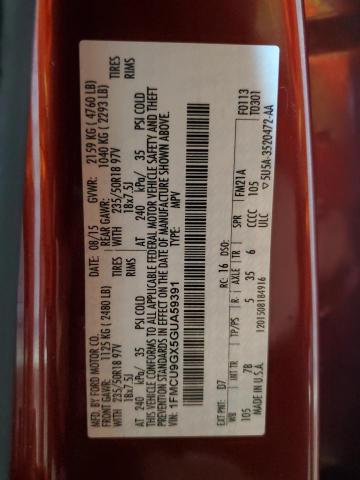 MFD. BY FORD MOTOR CO.
DATE: 08/15 GVWR: 2159 KG ( 4760 LB)
FRONT GAWR: 1125 KG ( 2480 LB) REAR GAWR: 1040 KG ( 2293 LB)
WITH 235/50R18 97V TIRES WITH 235/50R18 97V TIRES
18x7.5J RIMS 18x7.5J RIMS
AT 240 kPa/ 35 PSI COLD AT 240 kPa/ 35 PSI COLD
THIS VEHICLE CONFORMS TO ALL APPLICABLE FEDERAL MOTOR VEHICLE SAFETY AND THEFT
PREVENTION STANDARDS IN EFFECT ON THE DATE OF MANUFACTURE SHOWN ABOVE.
VIN: 1FMCU9GX5GUA59391
TYPE: MPV
F0113
T0301
EXT PNT: D7 RC: 16 DSO: FM21A
WB INT TR TP/PS R AXLE TR SPR
105 7B 5 35 6 CCCC 105
ULC
MADE IN U.S.A. 1201508184916
▽5U5A-3520472-AA